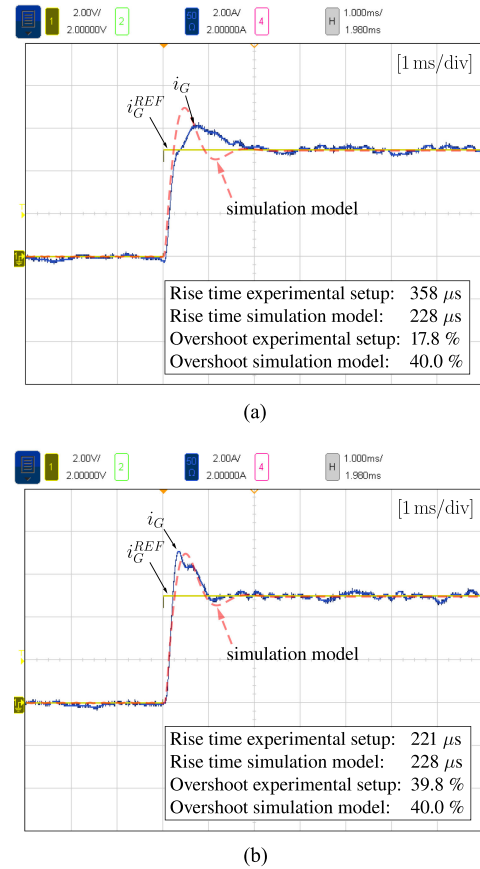 1 2.00V/ 2 50 Ω 2.00A/ 4 H 1.000ms/
2.00000V 2.00000A 1.980ms
[1 ms/div]
i_G
i_G^{REF}
simulation model
Rise time experimental setup: 358 μs
Rise time simulation model: 228 μs
Overshoot experimental setup: 17.8 %
Overshoot simulation model: 40.0 %
(a)
1 2.00V/ 2 50 Ω 2.00A/ 4 H 1.000ms/
2.00000V 2.00000A 1.980ms
[1 ms/div]
i_G
i_G^{REF}
simulation model
Rise time experimental setup: 221 μs
Rise time simulation model: 228 μs
Overshoot experimental setup: 39.8 %
Overshoot simulation model: 40.0 %
(b)